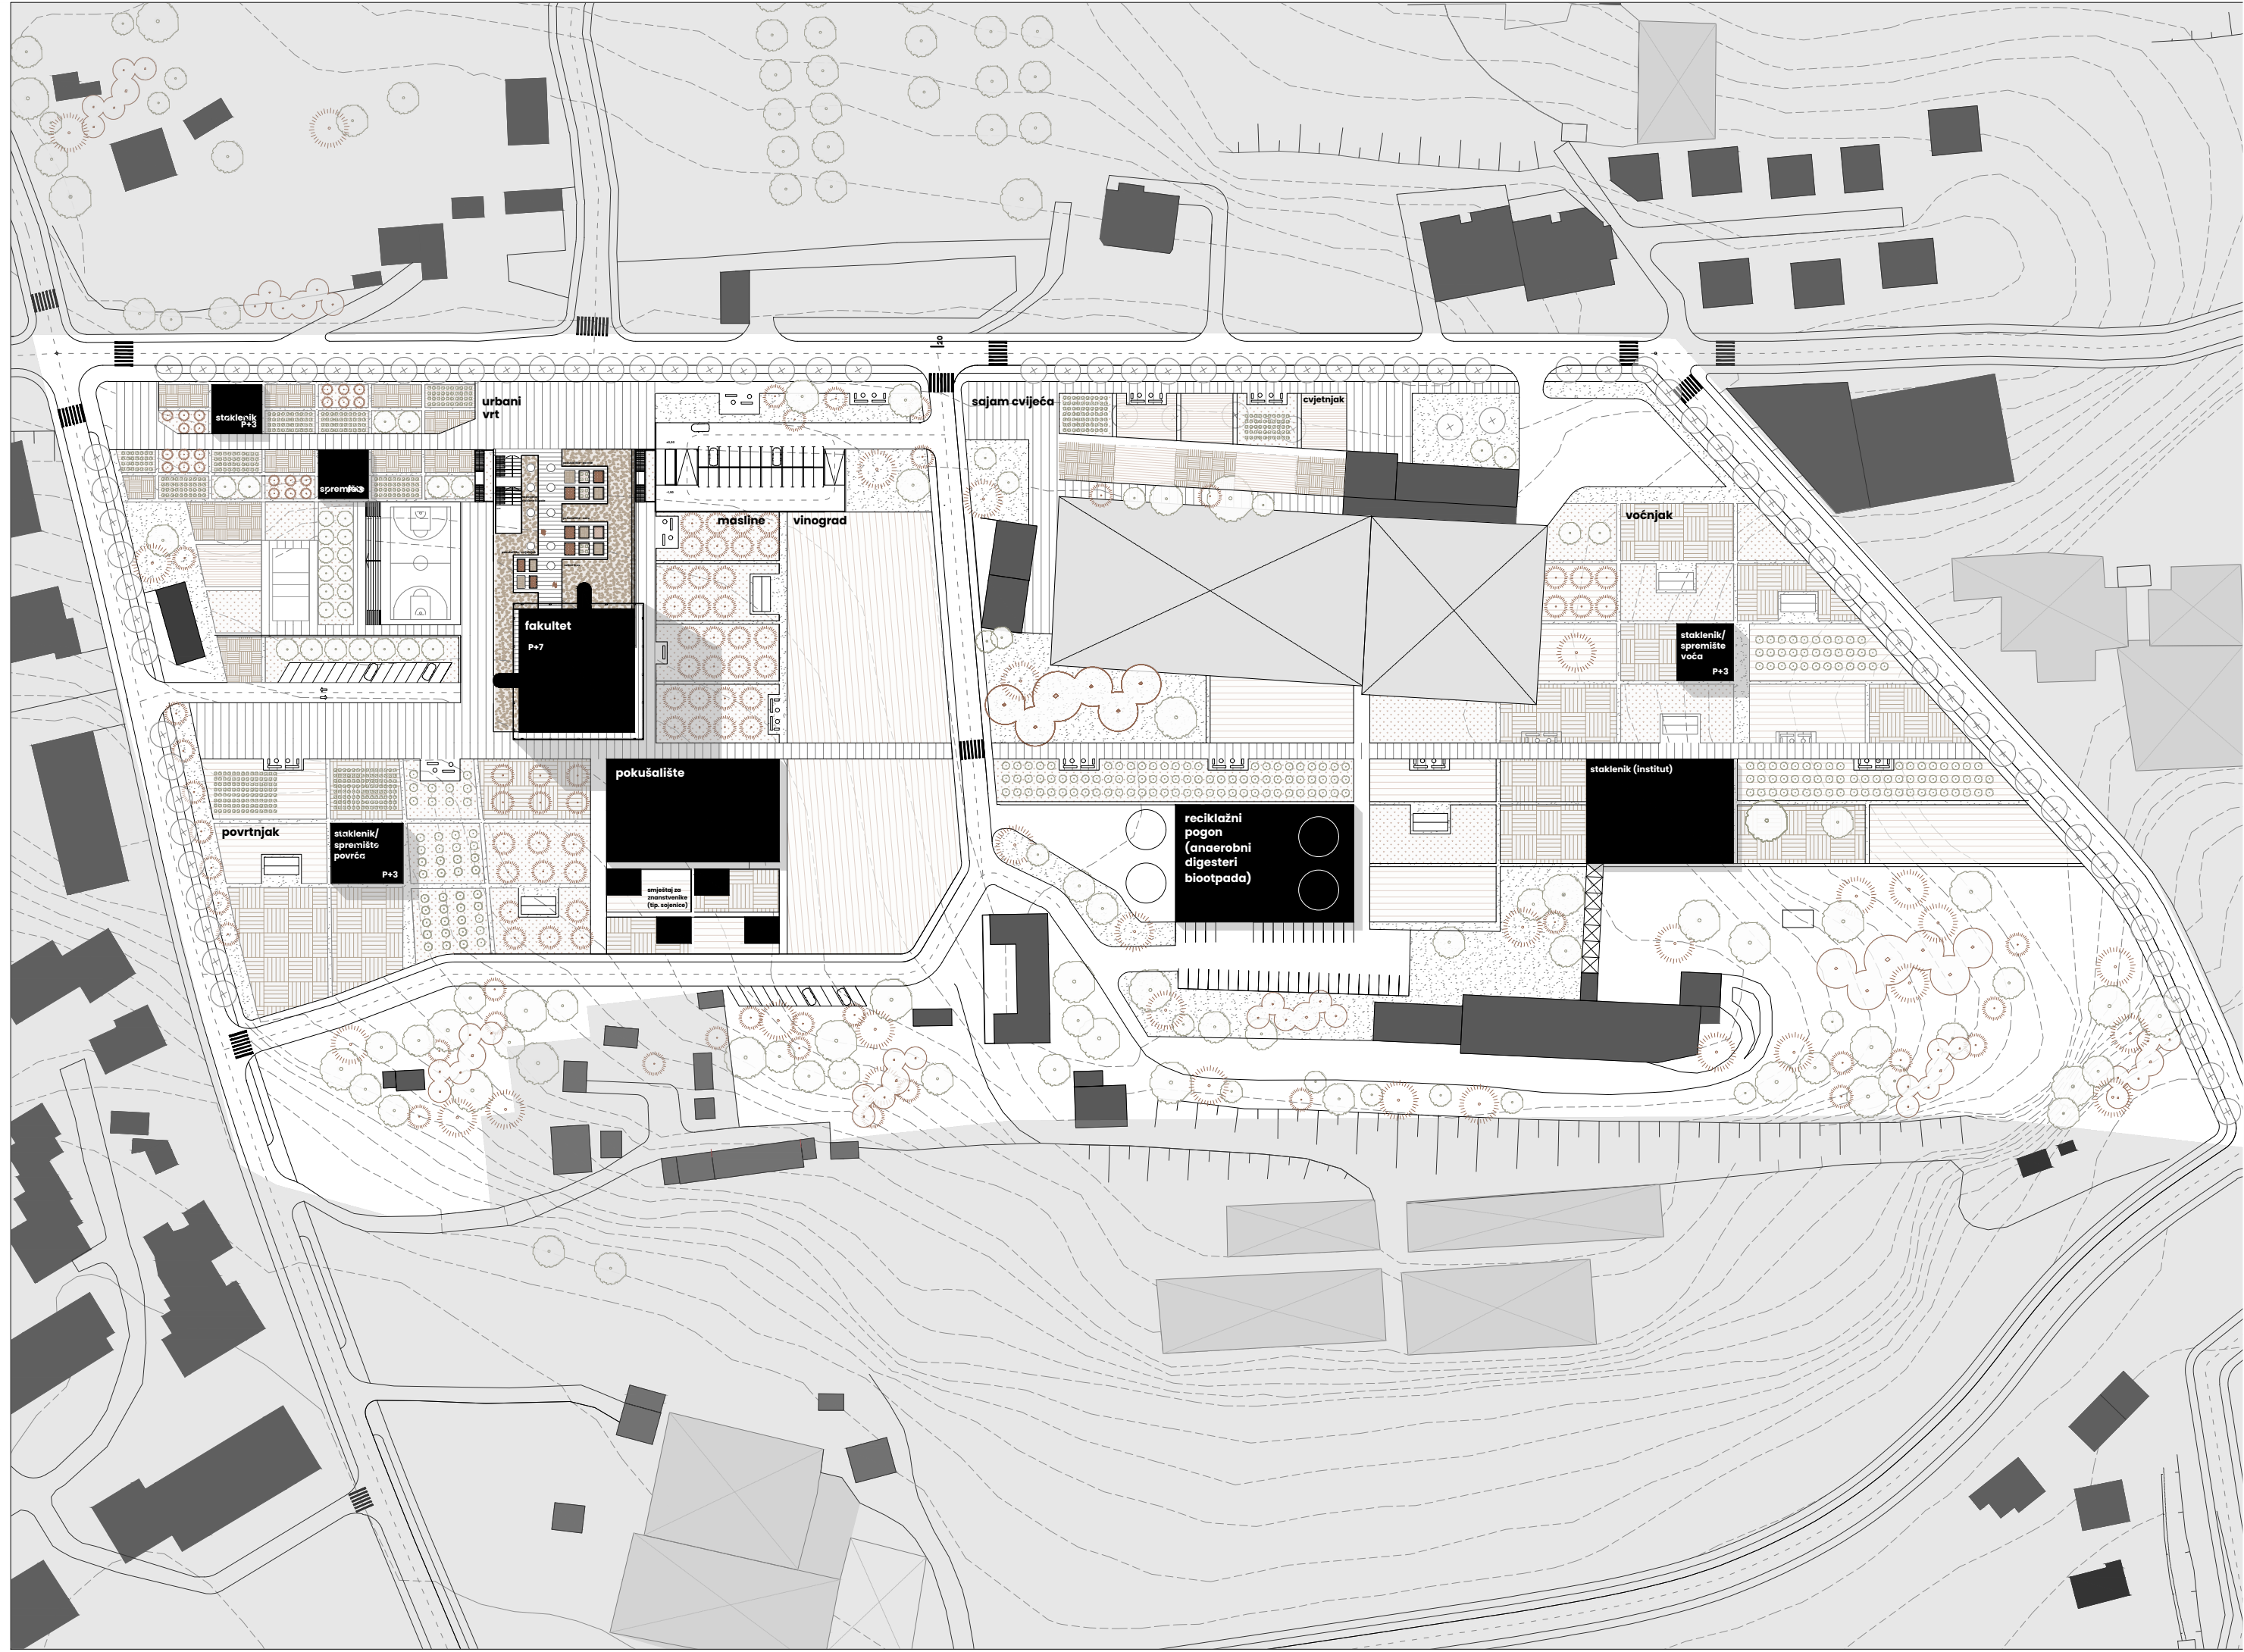 urbani
vrt
staklenik
P+3
spremište
sajam cvijeća
cvjetnjak
masline
vinograd
voćnjak
fakultet
P+7
staklenik/
spremište
voća
P+3
pokušalište
staklenik (institut)
povrtnjak
staklenik/
spremište
povrća
P+3
reciklažni
pogon
(anaerobni
digesteri
biootpada)
smještaj za
znanstvenike
(tip. sojenice)